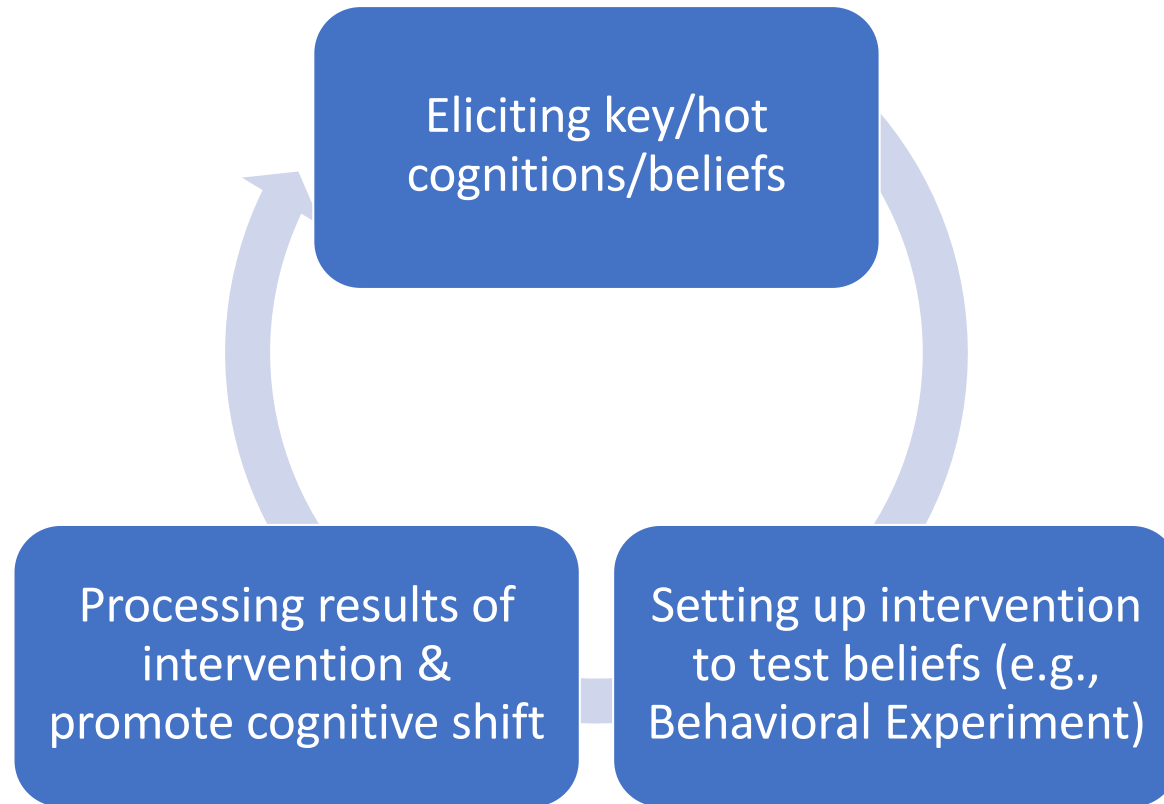 Eliciting key/hot
cognitions/beliefs
Processing results of
intervention &
promote cognitive shift
Setting up intervention
to test beliefs (e.g.,
Behavioral Experiment)